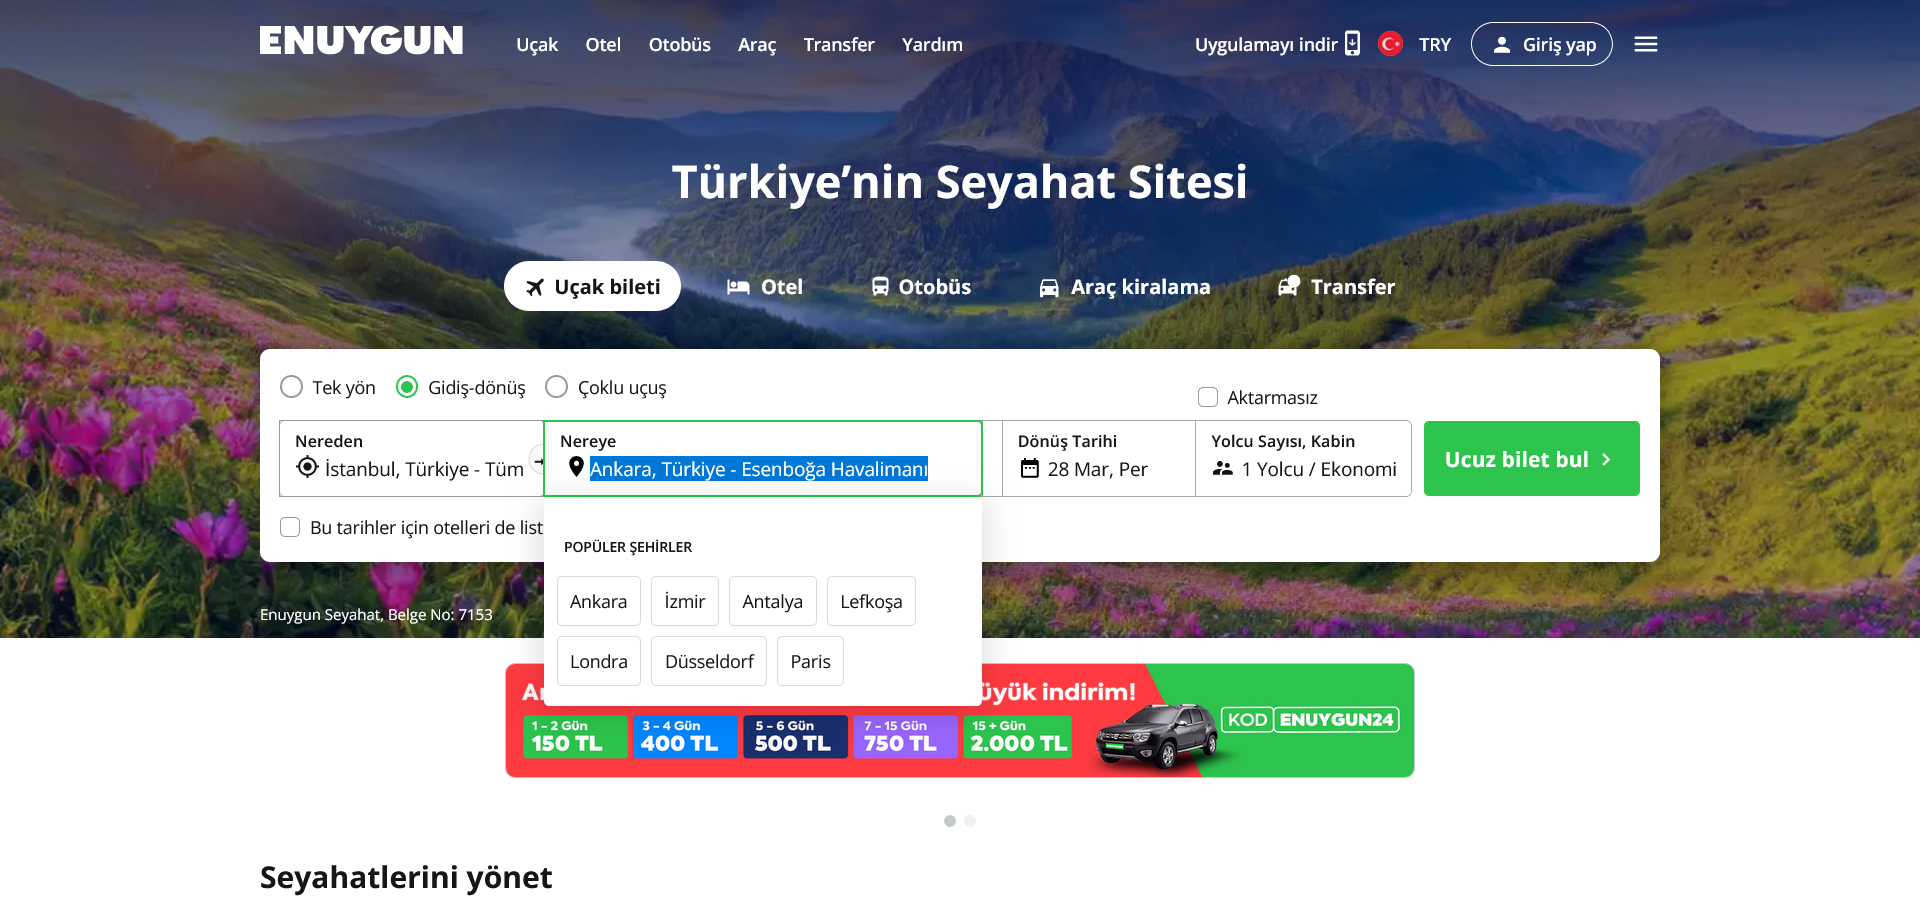 ENUYGUN Uçak Otel Otobüs Araç Transfer Yardım Uygulamayı indir TRY Giriş yap
Türkiye’nin Seyahat Sitesi
Uçak bileti Otel Otobüs Araç kiralama Transfer
Tek yön Gidiş-dönüş Çoklu uçuş Aktarmasız
Nereden Nereye Dönüş Tarihi Yolcu Sayısı, Kabin
İstanbul, Türkiye - Tüm Ankara, Türkiye - Esenboğa Havalimanı 28 Mar, Per 1 Yolcu / Ekonomi Ucuz bilet bul
Bu tarihler için otelleri de list
POPÜLER ŞEHİRLER
Ankara İzmir Antalya Lefkoşa
Londra Düsseldorf Paris
Enuygun Seyahat, Belge No: 7153
üyük indirim!
1 – 2 Gün 3 – 4 Gün 5 – 6 Gün 7 – 15 Gün 15 + Gün
150 TL 400 TL 500 TL 750 TL 2.000 TL
KOD ENUYGUN24
Seyahatlerini yönet